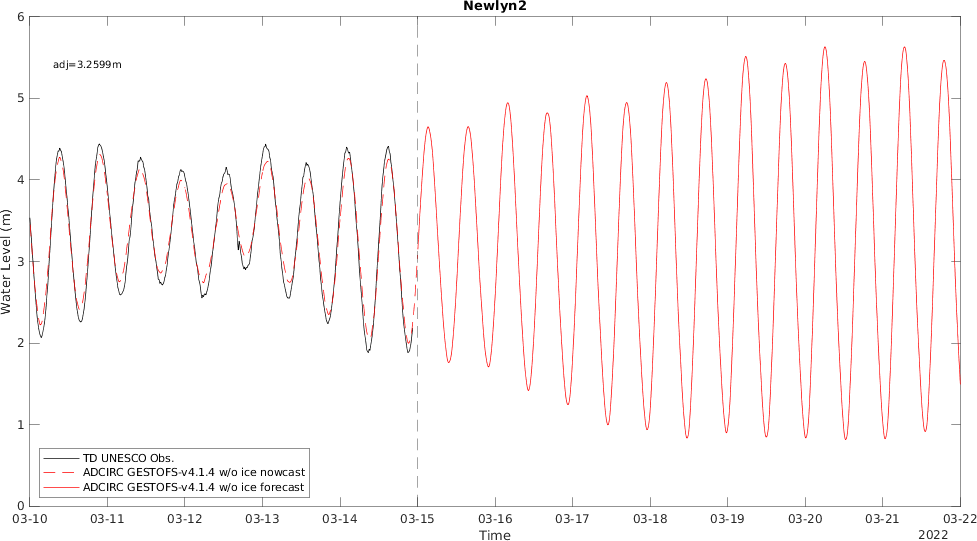 Newlyn2
6
adj=3.2599m
5
4
3
2
1
0
Water Level (m)
TD UNESCO Obs.
ADCIRC GESTOFS-v4.1.4 w/o ice nowcast
ADCIRC GESTOFS-v4.1.4 w/o ice forecast
03-10 03-11 03-12 03-13 03-14 03-15 03-16 03-17 03-18 03-19 03-20 03-21 03-22
Time
2022